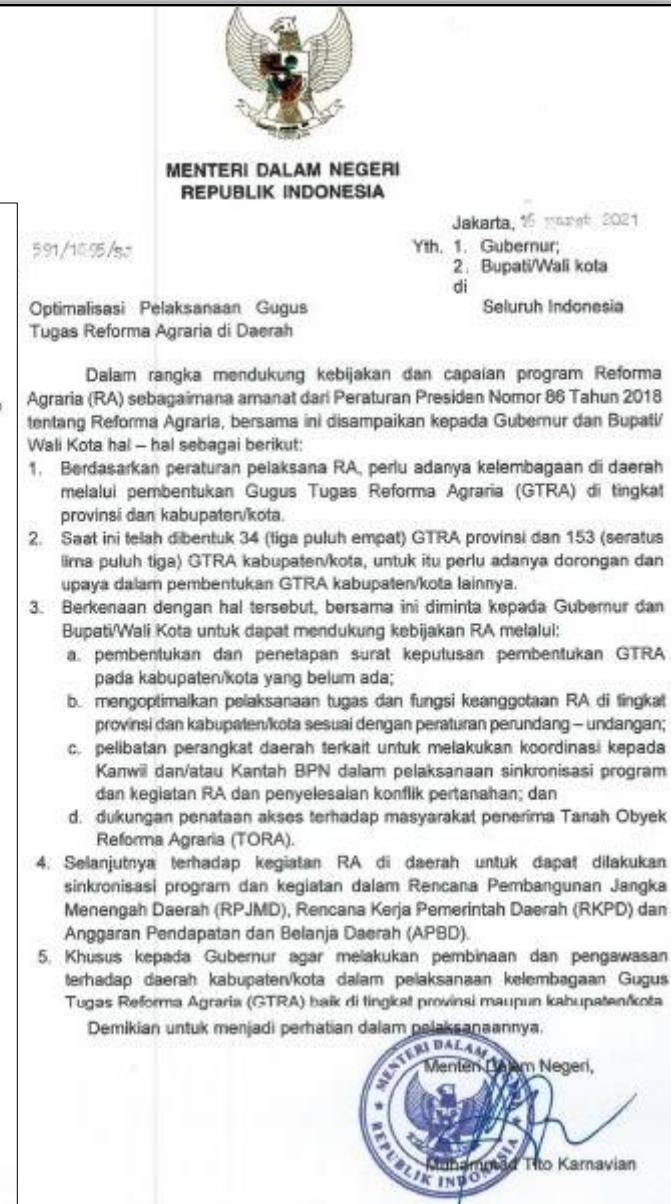 MENTERI DALAM NEGERI
REPUBLIK INDONESIA
Jakarta, 16 maret 2021
Yth. 1. Gubernur;
2. Bupati/Wali kota
di
Seluruh Indonesia
Optimalisasi Pelaksanaan Gugus
Tugas Reforma Agraria di Daerah
Dalam rangka mendukung kebijakan dan capaian program Reforma
Agraria (RA) sebagaimana amanat dari Peraturan Presiden Nomor 86 Tahun 2018
tentang Reforma Agraria, bersama ini disampaikan kepada Gubernur dan Bupati/
Wali Kota hal – hal sebagai berikut:
1. Berdasarkan peraturan pelaksana RA, perlu adanya kelembagaan di daerah
melalui pembentukan Gugus Tugas Reforma Agraria (GTRA) di tingkat
provinsi dan kabupaten/kota.
2. Saat ini telah dibentuk 34 (tiga puluh empat) GTRA provinsi dan 153 (seratus
lima puluh tiga) GTRA kabupaten/kota, untuk itu perlu adanya dorongan dan
upaya dalam pembentukan GTRA kabupaten/kota lainnya.
3. Berkenaan dengan hal tersebut, bersama ini diminta kepada Gubernur dan
Bupati/Wali Kota untuk dapat mendukung kebijakan RA melalui:
a. pembentukan dan penetapan surat keputusan pembentukan GTRA
pada kabupaten/kota yang belum ada;
b. mengoptimalkan pelaksanaan tugas dan fungsi keanggotaan RA di tingkat
provinsi dan kabupaten/kota sesuai dengan peraturan perundang – undangan;
c. pelibatan perangkat daerah terkait untuk melakukan koordinasi kepada
Kanwil dan/atau Kantah BPN dalam pelaksanaan sinkronisasi program
dan kegiatan RA dan penyelesaian konflik pertanahan; dan
d. dukungan penataan akses terhadap masyarakat penerima Tanah Obyek
Reforma Agraria (TORA).
4. Selanjutnya terhadap kegiatan RA di daerah untuk dapat dilakukan
sinkronisasi program dan kegiatan dalam Rencana Pembangunan Jangka
Menengah Daerah (RPJMD), Rencana Kerja Pemerintah Daerah (RKPD) dan
Anggaran Pendapatan dan Belanja Daerah (APBD).
5. Khusus kepada Gubernur agar melakukan pembinaan dan pengawasan
terhadap daerah kabupaten/kota dalam pelaksanaan kelembagaan Gugus
Tugas Reforma Agraria (GTRA) baik di tingkat provinsi maupun kabupaten/kota
Demikian untuk menjadi perhatian dalam pelaksanaannya.
Menteri Dalam Negeri,
MENTERI DALAM NEGERI
REPUBLIK INDONESIA
Muhammad Tito Karnavian